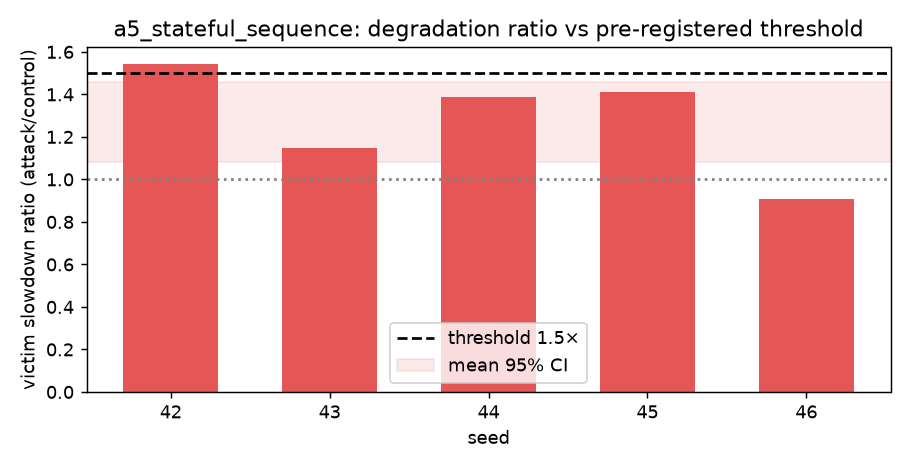 a5_stateful_sequence: degradation ratio vs pre-registered threshold
victim slowdown ratio (attack/control)
1.6
1.4
1.2
1.0
0.8
0.6
0.4
0.2
0.0
threshold 1.5×
mean 95% CI
42 43 44 45 46
seed